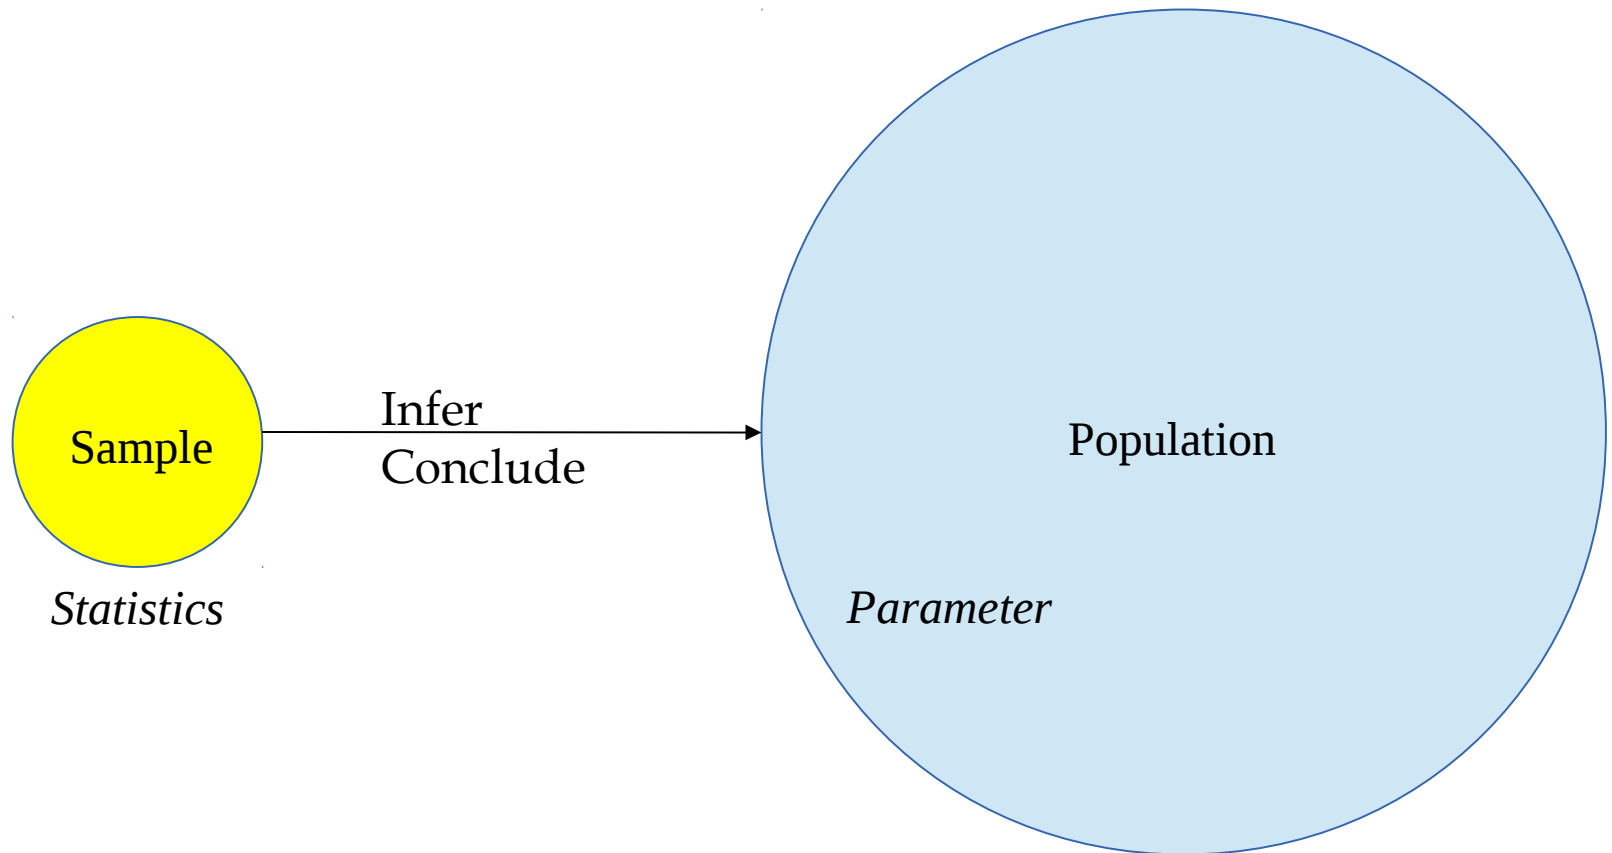 Infer
Sample
Conclude
Population
Statistics
Parameter